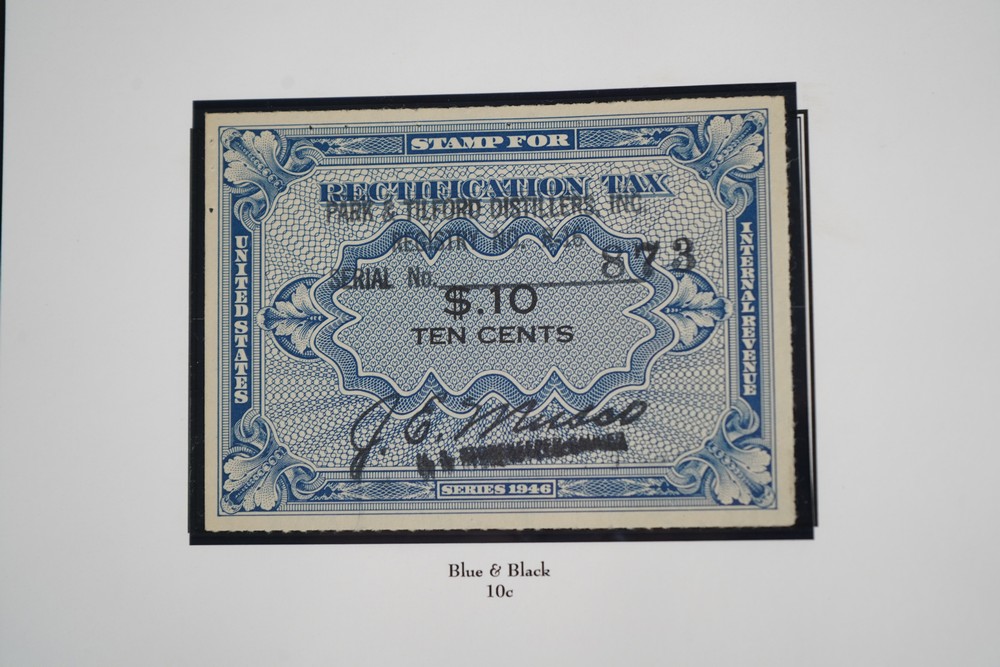 STAMP FOR
RECTIFICATION TAX
PARK & TILFORD DISTILLERS, INC.
SERIAL No. 873
UNITED STATES
INTERNAL REVENUE
$.10
TEN CENTS
J. E. Musso
SERIES 1946
Blue & Black
10c